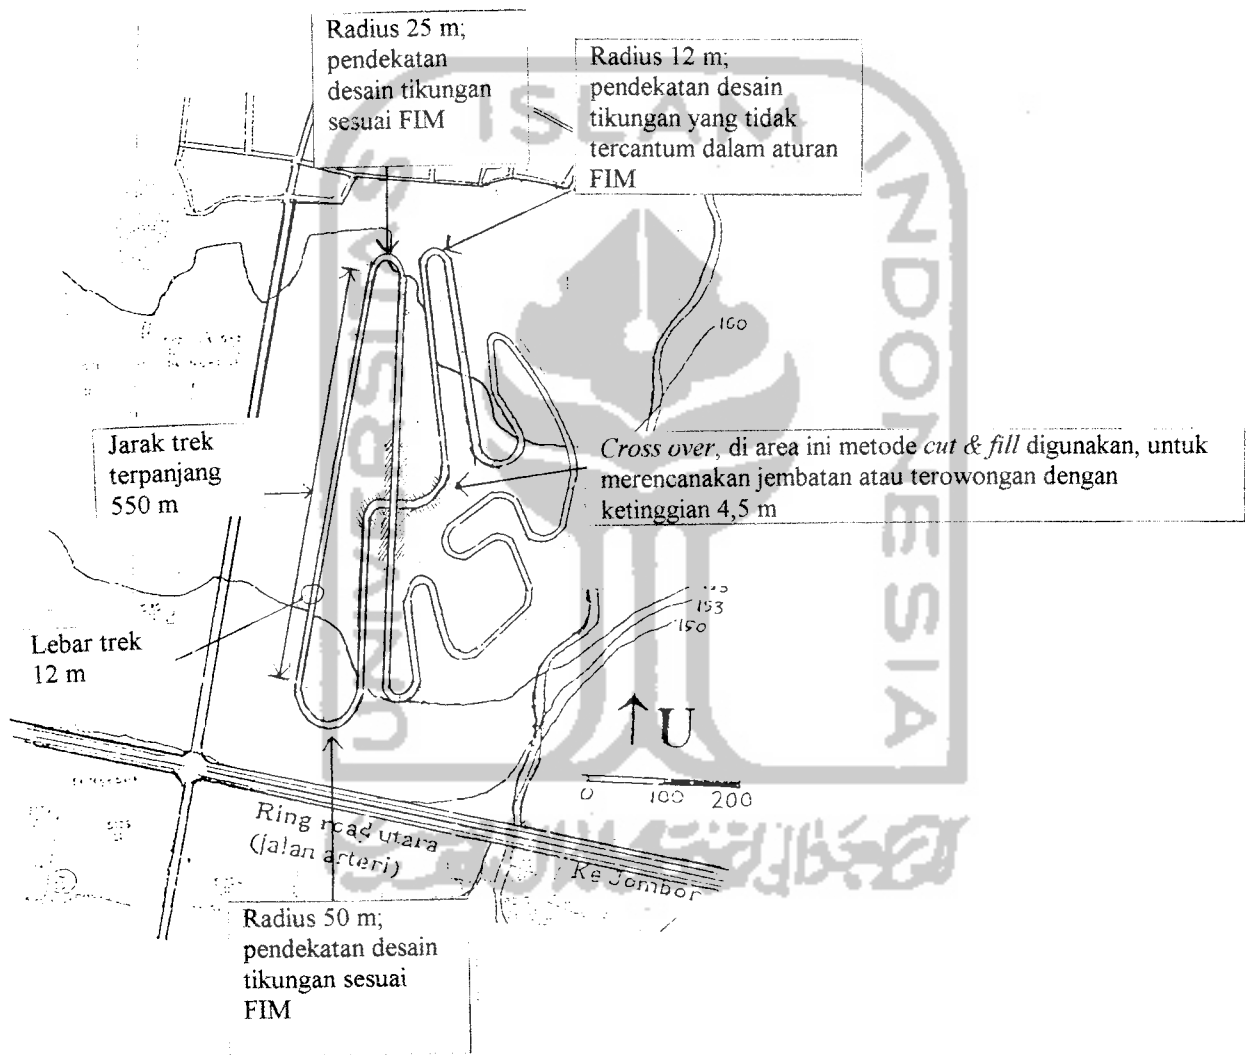 Radius 25 m;
pendekatan
desain tikungan
sesuai FIM
Radius 12 m;
pendekatan desain
tikungan yang tidak
tercantum dalam aturan
FIM
UNIVERSITAS
ISLAM
INDONESIA
160
Jarak trek
terpanjang
550 m
Cross over, di area ini metode cut & fill digunakan, untuk
merencanakan jembatan atau terowongan dengan
ketinggian 4,5 m
153
150
Lebar trek
12 m
U
0 100 200
Ring road utara
(jalan arteri)
Ke Jombor
Radius 50 m;
pendekatan desain
tikungan sesuai
FIM